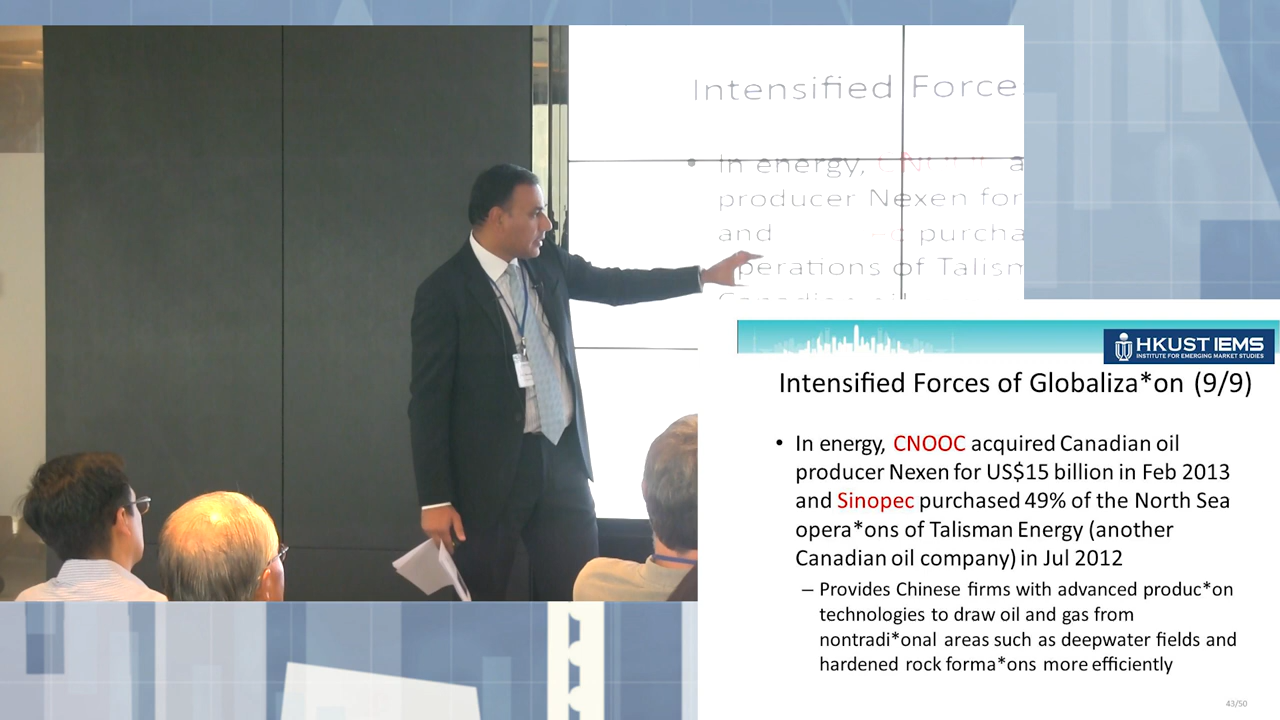 Intensified Force
• In energy, CN a
producer Nexen for
and purcha
perations of Talism
HKUST IEMS
INSTITUTE FOR EMERGING MARKET STUDIES
Intensified Forces of Globaliza*on (9/9)
• In energy, CNOOC acquired Canadian oil
producer Nexen for US$15 billion in Feb 2013
and Sinopec purchased 49% of the North Sea
opera*ons of Talisman Energy (another
Canadian oil company) in Jul 2012
– Provides Chinese firms with advanced produc*on
technologies to draw oil and gas from
nontradi*onal areas such as deepwater fields and
hardened rock forma*ons more efficiently
43/50